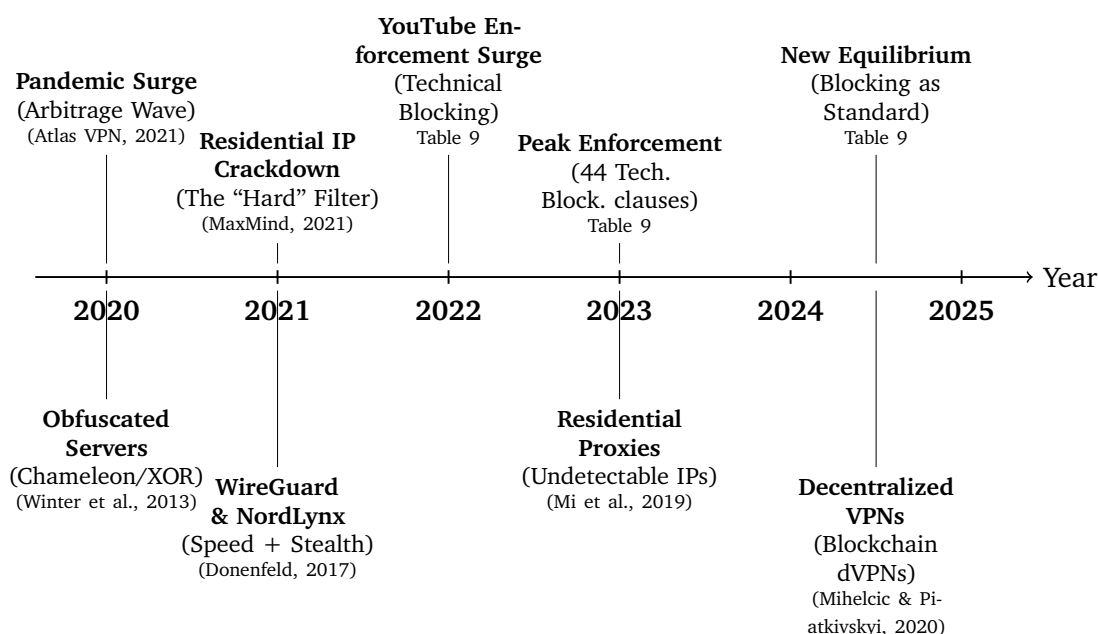 YouTube En-
forcement Surge
(Technical
Blocking)
Table 9
New Equilibrium
(Blocking as
Standard)
Table 9
Pandemic Surge
(Arbitrage Wave)
(Atlas VPN, 2021)
Residential IP
Crackdown
(The “Hard” Filter)
(MaxMind, 2021)
Peak Enforcement
(44 Tech.
Block. clauses)
Table 9
Year
2020
2021
2022
2023
2024
2025
Obfuscated
Servers
(Chameleon/XOR)
(Winter et al., 2013)
WireGuard
& NordLynx
(Speed + Stealth)
(Donenfeld, 2017)
Residential
Proxies
(Undetectable IPs)
(Mi et al., 2019)
Decentralized
VPNs
(Blockchain
dVPNs)
(Mihelcic & Pi-
atkivskyi, 2020)